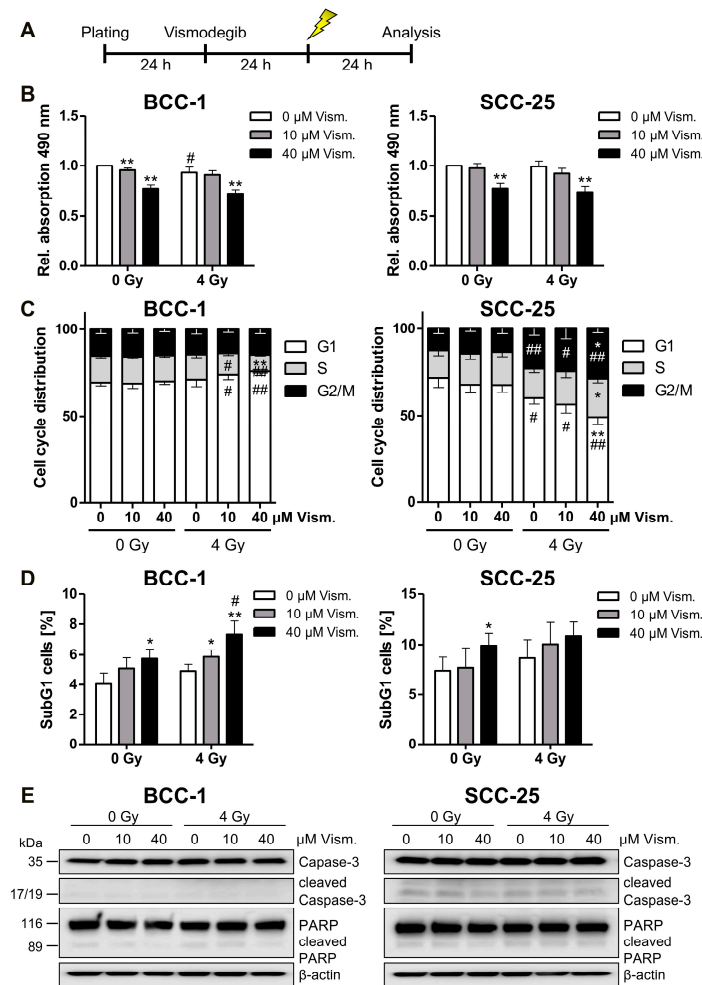 A
Plating Vismodegib Analysis
24 h 24 h 24 h
B
BCC-1
Rel. absorption 490 nm
1.5
1.0
0.5
0.0
** ** # **
0 Gy 4 Gy
0 µM Vism.
10 µM Vism.
40 µM Vism.
SCC-25
Rel. absorption 490 nm
1.5
1.0
0.5
0.0
** **
0 Gy 4 Gy
0 µM Vism.
10 µM Vism.
40 µM Vism.
C
BCC-1
Cell cycle distribution
100
50
0
# ** ##
# ##
G1
S
G2/M
0 10 40 0 10 40 µM Vism.
0 Gy 4 Gy
SCC-25
Cell cycle distribution
100
50
0
## # * ##
*
# # ** ##
G1
S
G2/M
0 10 40 0 10 40 µM Vism.
0 Gy 4 Gy
D
BCC-1
SubG1 cells [%]
10
8
6
4
2
0
* * # **
0 Gy 4 Gy
0 µM Vism.
10 µM Vism.
40 µM Vism.
SCC-25
SubG1 cells [%]
15
10
5
0
*
0 Gy 4 Gy
0 µM Vism.
10 µM Vism.
40 µM Vism.
E
BCC-1
0 Gy 4 Gy
kDa 0 10 40 0 10 40 µM Vism.
35 Capase-3
cleaved
17/19 Caspase-3
116 PARP
89 cleaved
PARP
β-actin
SCC-25
0 Gy 4 Gy
0 10 40 0 10 40 µM Vism.
Caspase-3
cleaved
Caspase-3
PARP
cleaved
PARP
β-actin